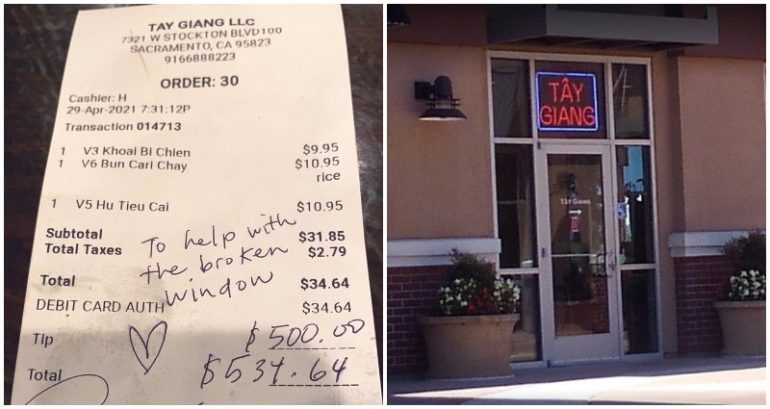 TAY GIANG LLC
7921 W STOCKTON BLVD100
SACRAMENTO, CA 95823
9166888223
ORDER: 30
Cashier: H
29-Apr-2021 7:31:12P
Transaction 014713
1 V3 Khoai Bi Chien $9.95
1 V6 Bun Cari Chay $10.95
rice
1 V5 Hu Tieu Cai $10.95
Subtotal $31.85
Total Taxes $2.79
Total $34.64
DEBIT CARD AUTH $34.64
To help with
the broken
window
Tip $500.00
Total $534.64
TÂY
GIANG
TÂY GIANG